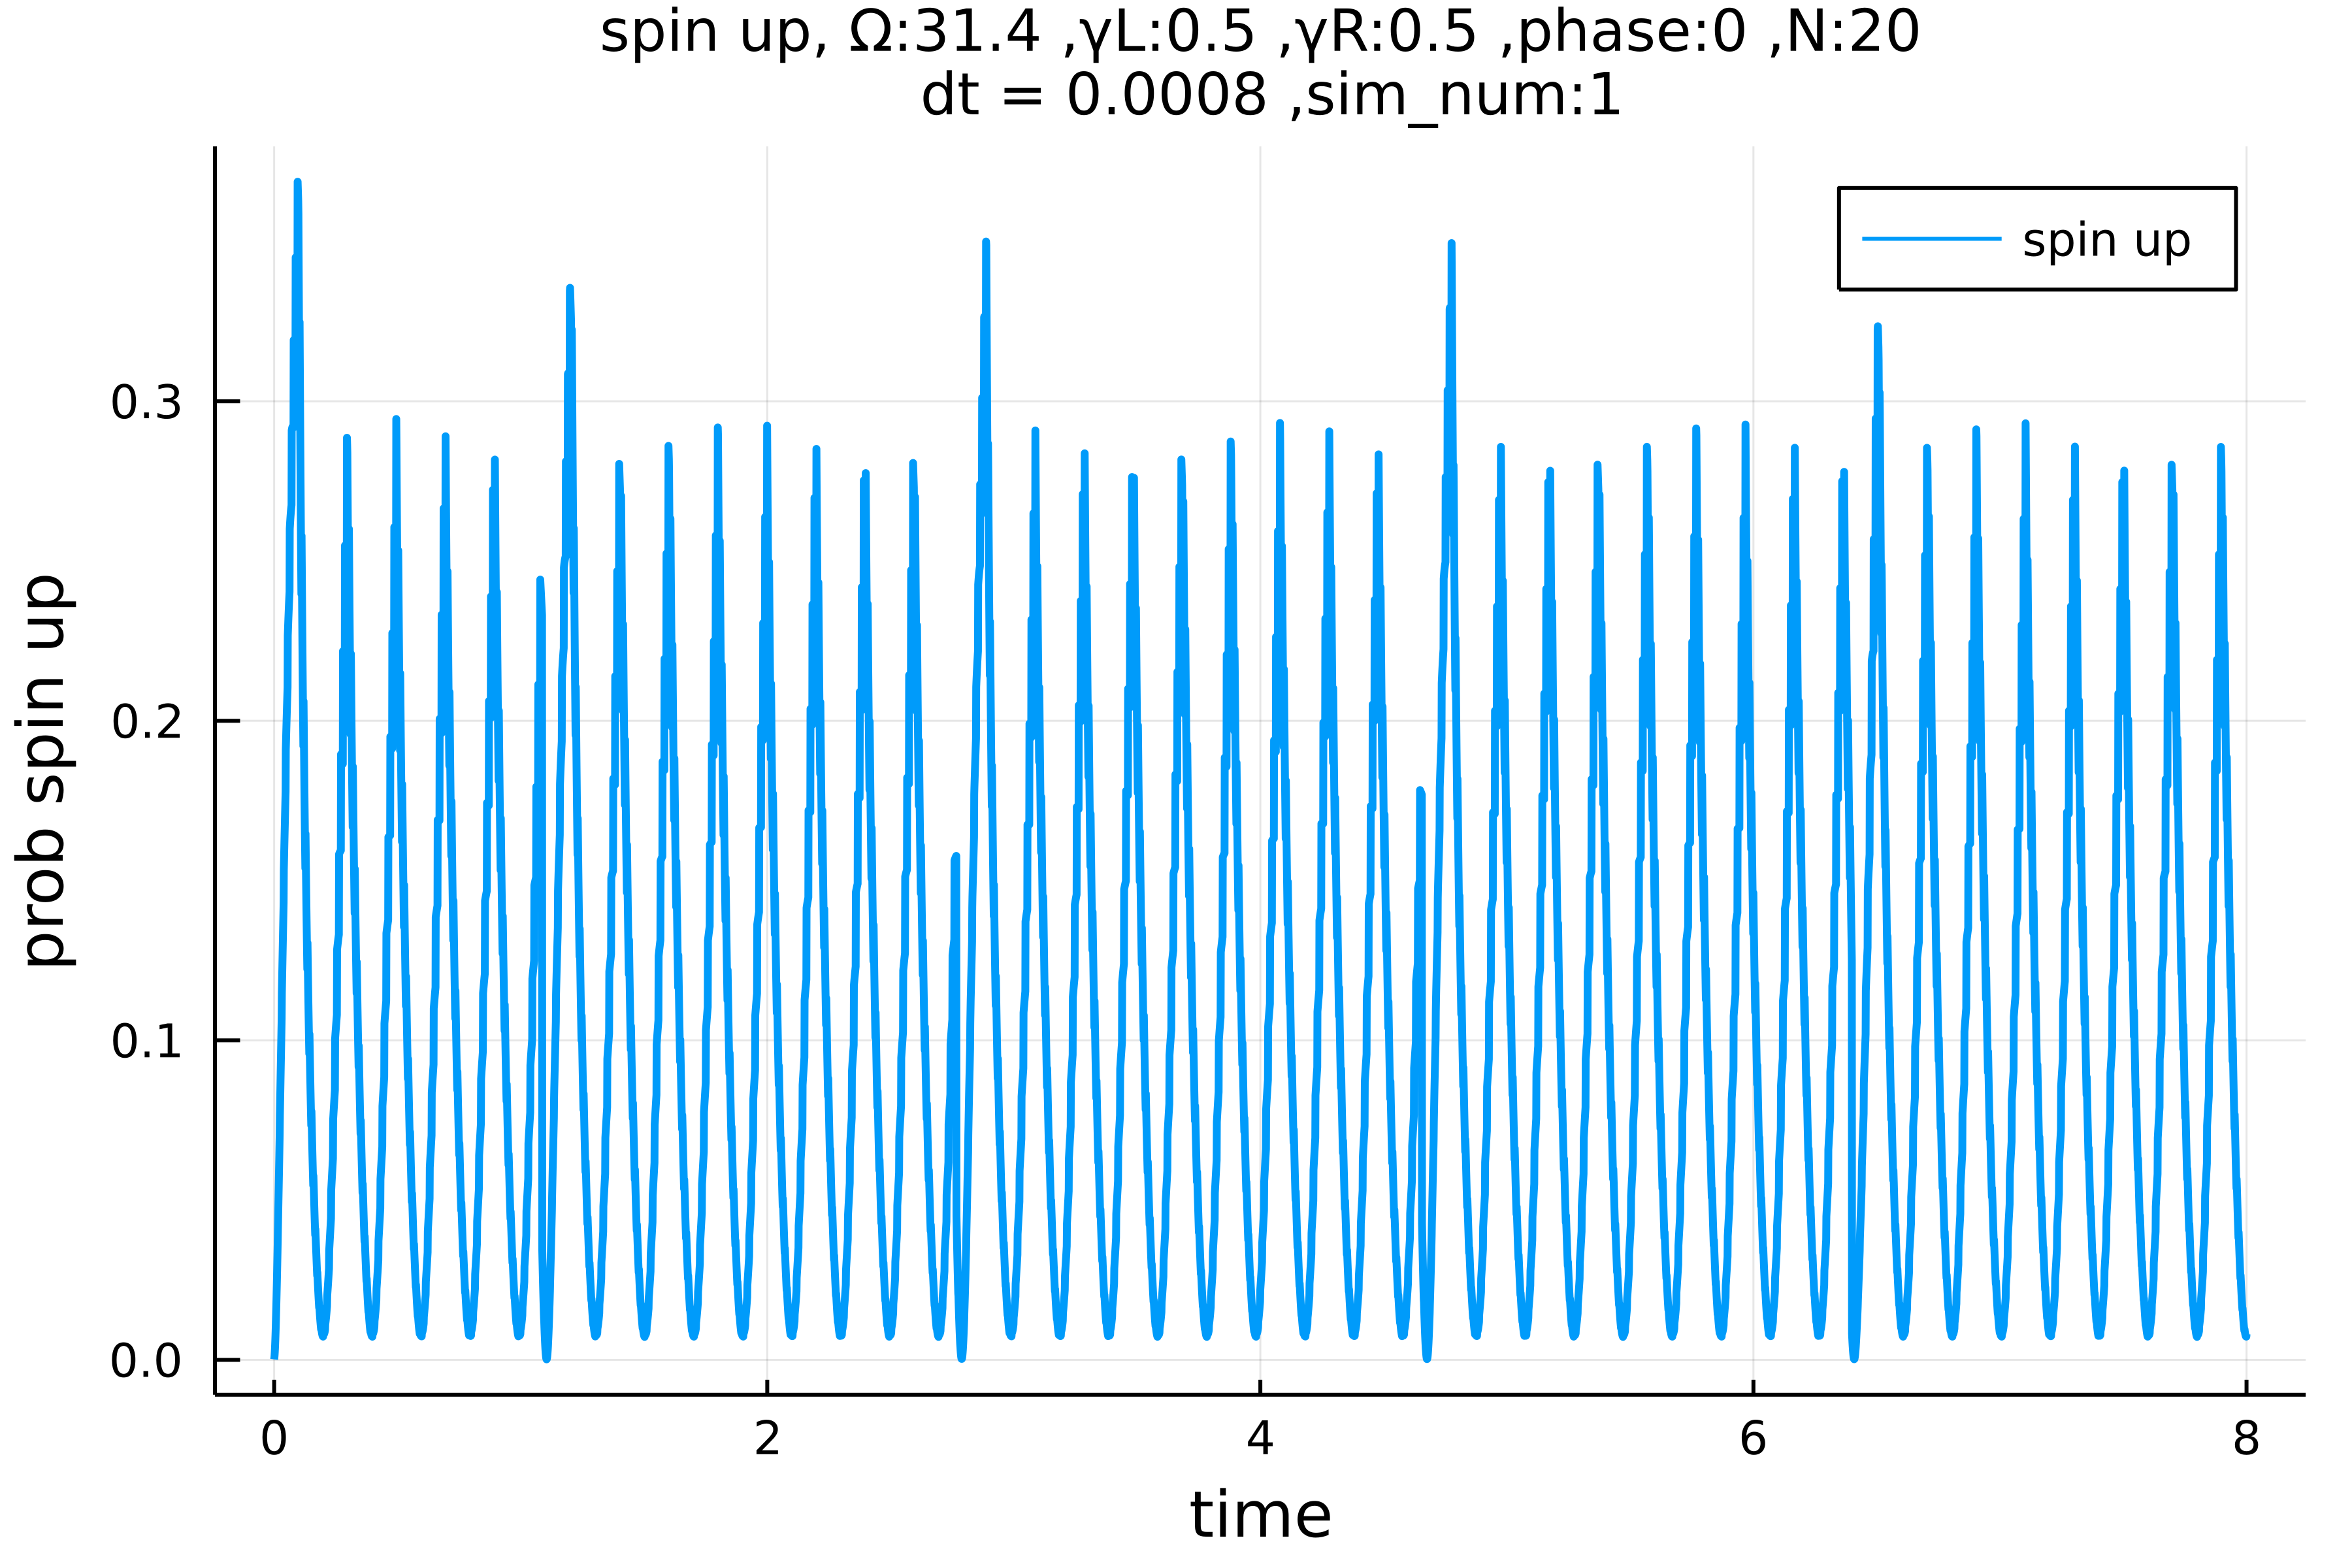 spin up, Ω:31.4 ,γL:0.5 ,γR:0.5 ,phase:0 ,N:20
dt = 0.0008 ,sim_num:1
spin up
prob spin up
0.3
0.2
0.1
0.0
0 2 4 6 8
time